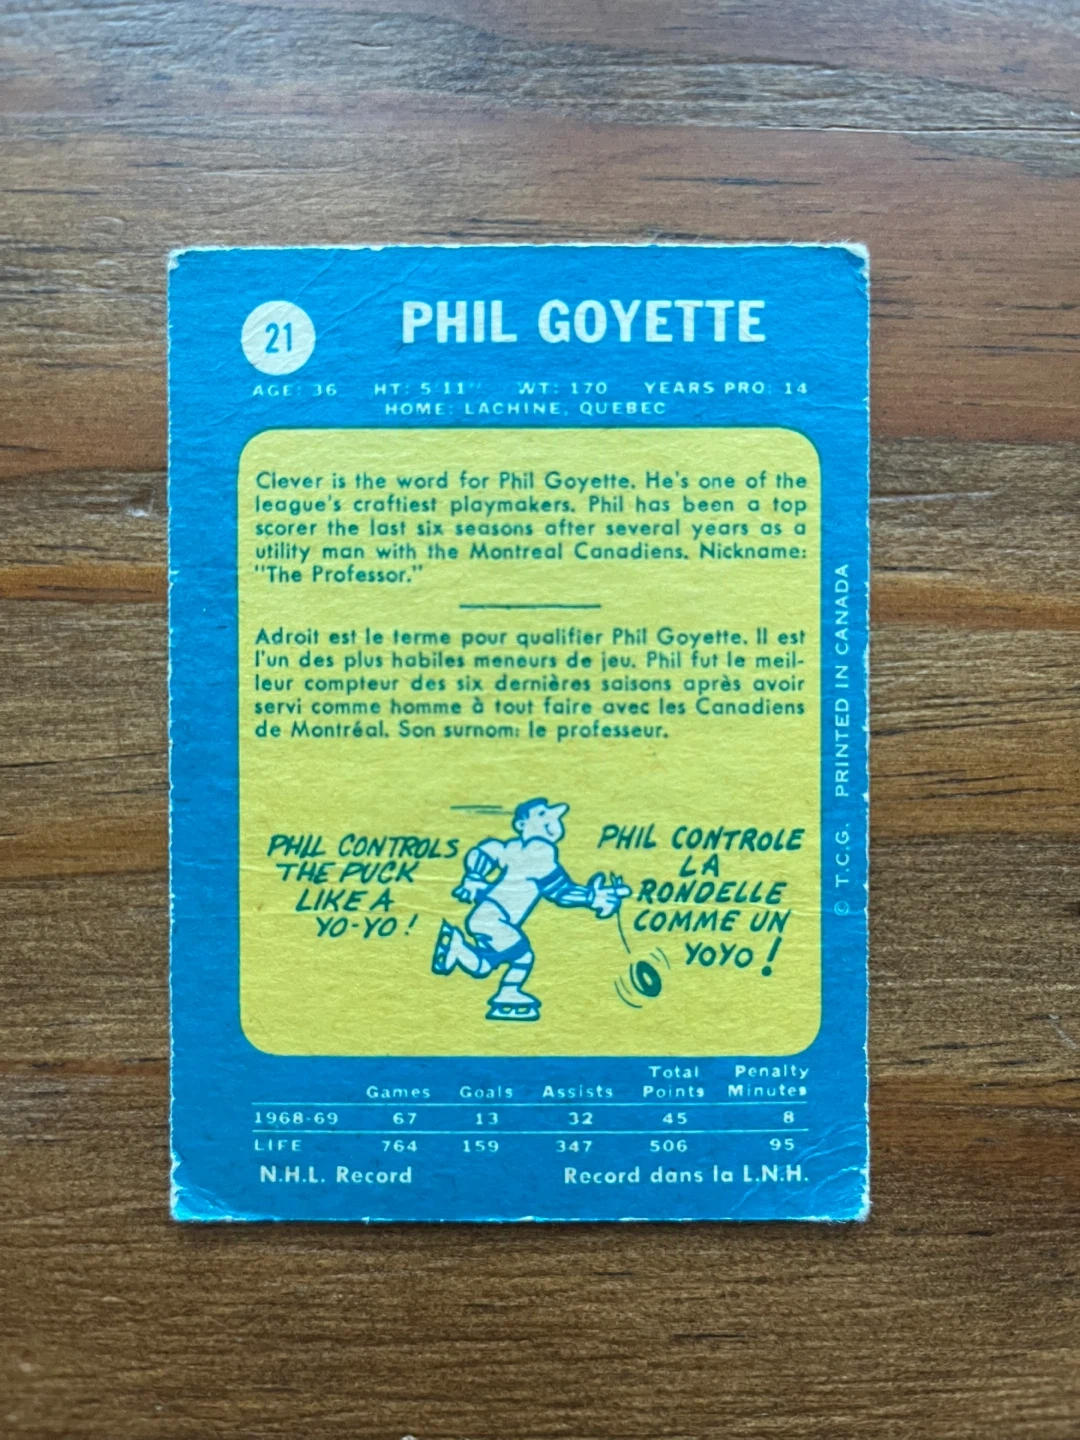 21
PHIL GOYETTE
AGE: 36 HT: 5'11" WT: 170 YEARS PRO: 14
HOME: LACHINE, QUEBEC
Clever is the word for Phil Goyette. He's one of the
league's craftiest playmakers. Phil has been a top
scorer the last six seasons after several years as a
utility man with the Montreal Canadiens. Nickname:
"The Professor."
Adroit est le terme pour qualifier Phil Goyette. Il est
l'un des plus habiles meneurs de jeu. Phil fut le meil-
leur compteur des six dernières saisons après avoir
servi comme homme à tout faire avec les Canadiens
de Montréal. Son surnom: le professeur.
PHIL CONTROLS
THE PUCK
LIKE A
YO-YO!
PHIL CONTROLE
LA
RONDELLE
COMME UN
YOYO!
© T.C.G. PRINTED IN CANADA
Total Penalty
Games Goals Assists Points Minutes
1968-69 67 13 32 45 8
LIFE 764 159 347 506 95
N.H.L. Record Record dans la L.N.H.